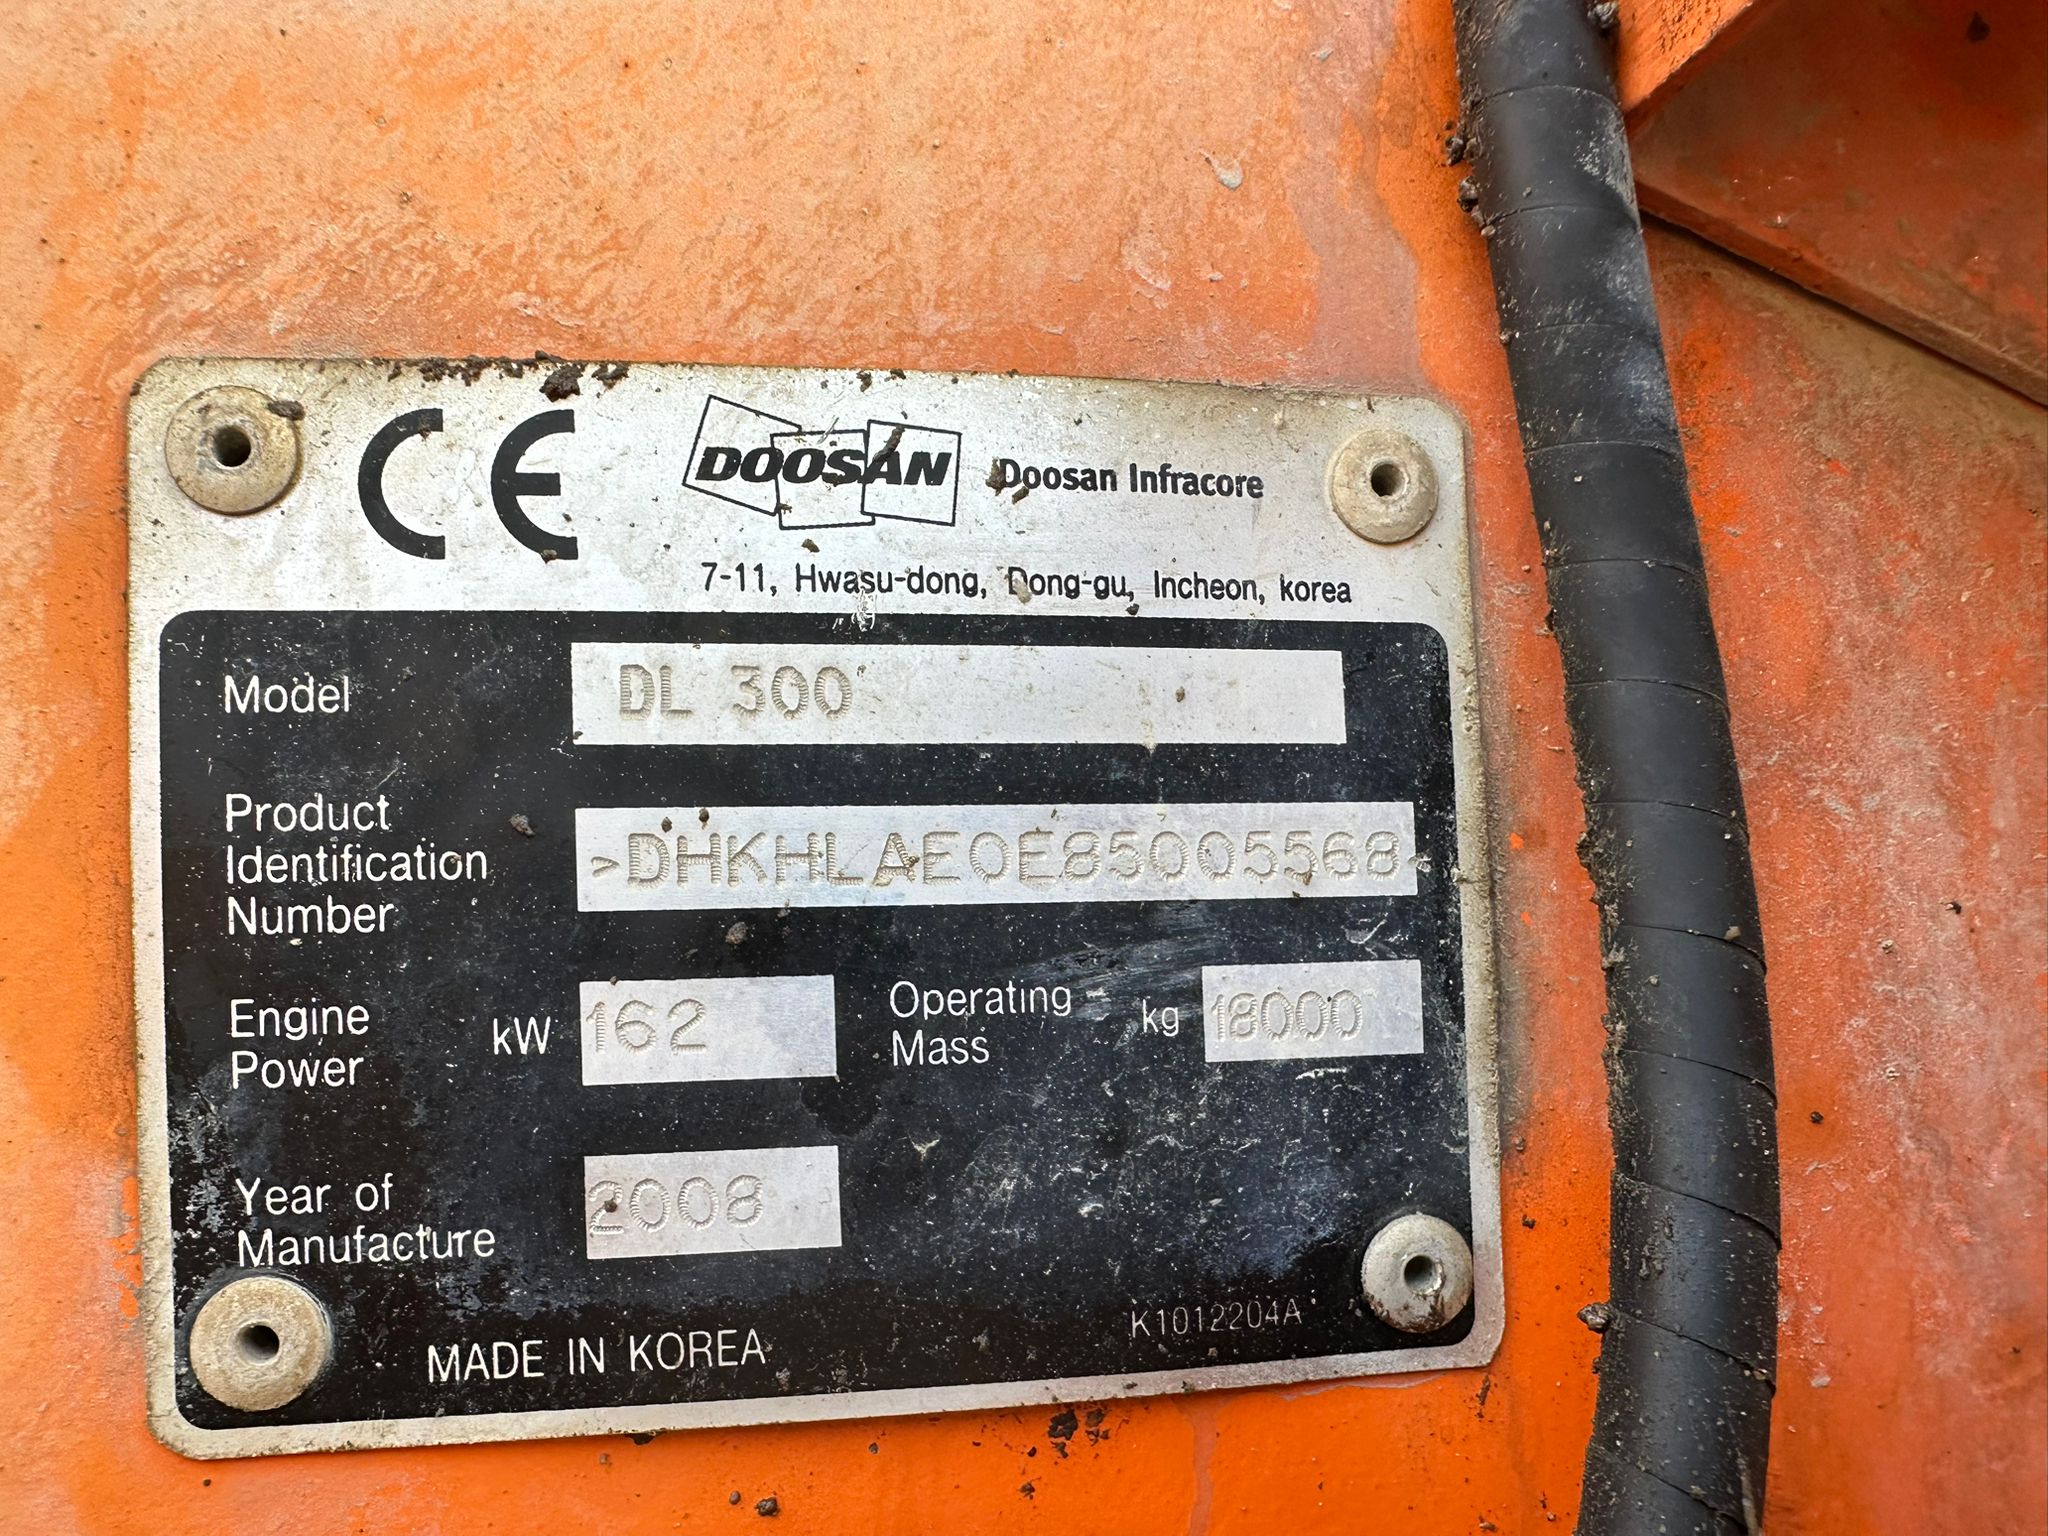 CE DOOSAN Doosan Infracore
7-11, Hwasu-dong, Dong-gu, Incheon, korea
Model DL 300
Product
Identification >DHKHLAE0E85005568<
Number
Engine
Power kW 162
Operating
Mass kg 18000
Year of
Manufacture 2008
MADE IN KOREA K1012204A